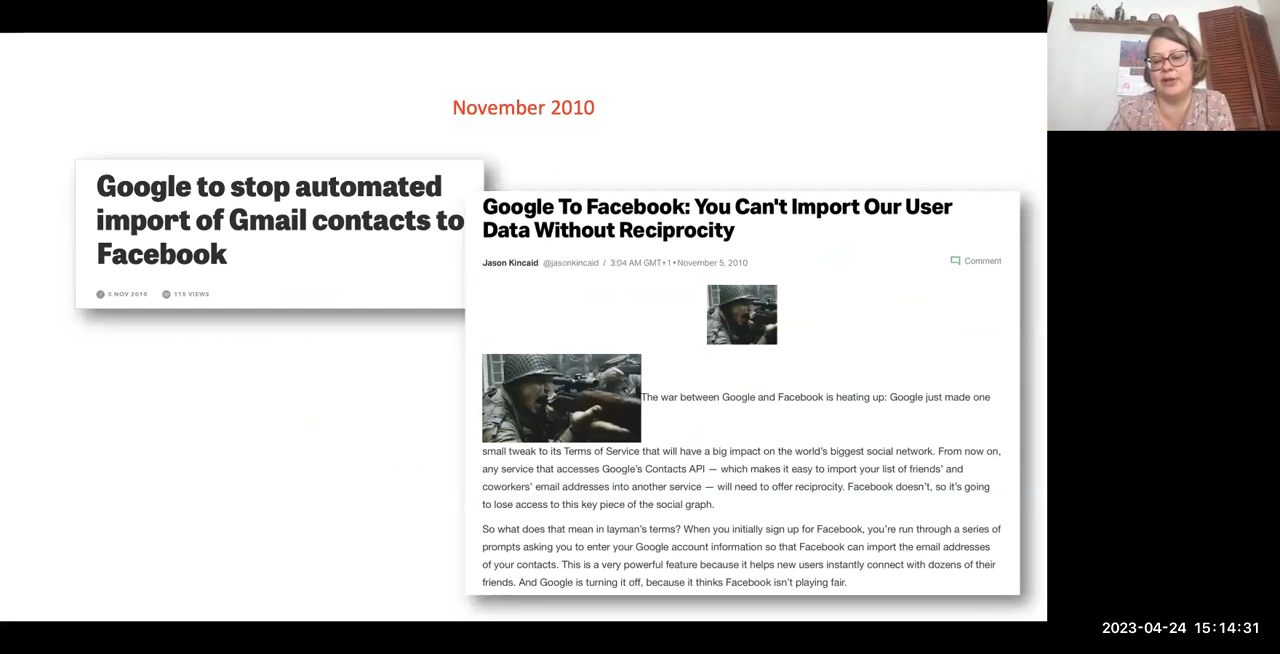 November 2010
Google to stop automated
import of Gmail contacts to
Facebook
5 NOV 2010 115 VIEWS
Google To Facebook: You Can't Import Our User
Data Without Reciprocity
Jason Kincaid @jasonkincaid / 3:04 AM GMT+1 • November 5, 2010
Comment
The war between Google and Facebook is heating up: Google just made one
small tweak to its Terms of Service that will have a big impact on the world's biggest social network. From now on,
any service that accesses Google's Contacts API — which makes it easy to import your list of friends' and
coworkers' email addresses into another service — will need to offer reciprocity. Facebook doesn't, so it's going
to lose access to this key piece of the social graph.
So what does that mean in layman's terms? When you initially sign up for Facebook, you're run through a series of
prompts asking you to enter your Google account information so that Facebook can import the email addresses
of your contacts. This is a very powerful feature because it helps new users instantly connect with dozens of their
friends. And Google is turning it off, because it thinks Facebook isn't playing fair.
2023-04-24 15:14:31